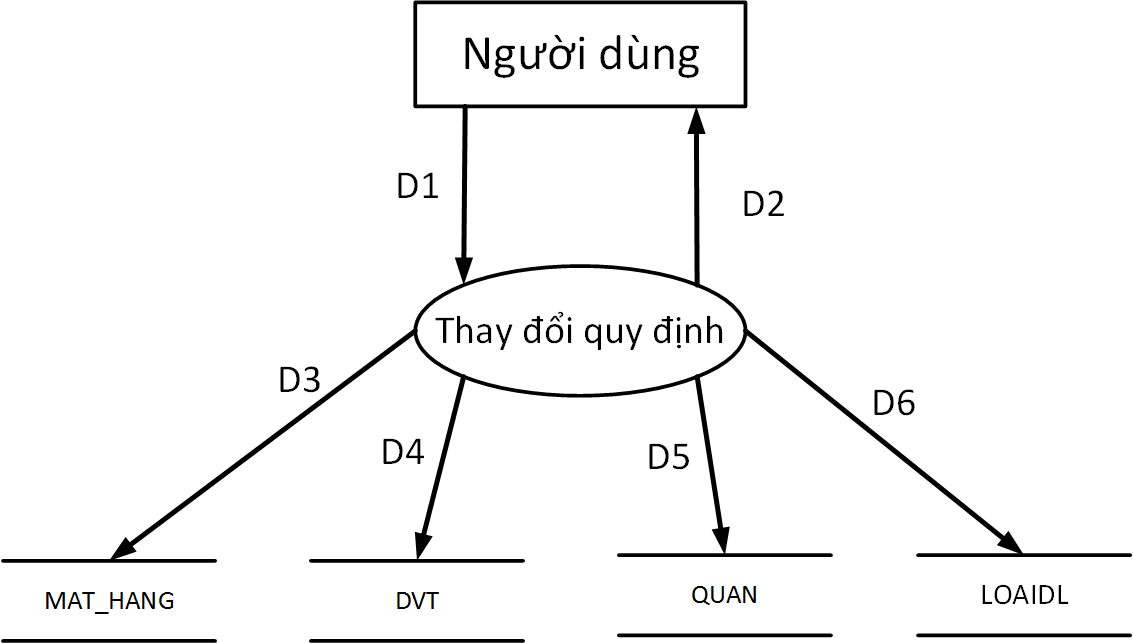 Người dùng
D1
D2
Thay đổi quy định
D3
D4
D5
D6
MAT_HANG
DVT
QUAN
LOAIDL